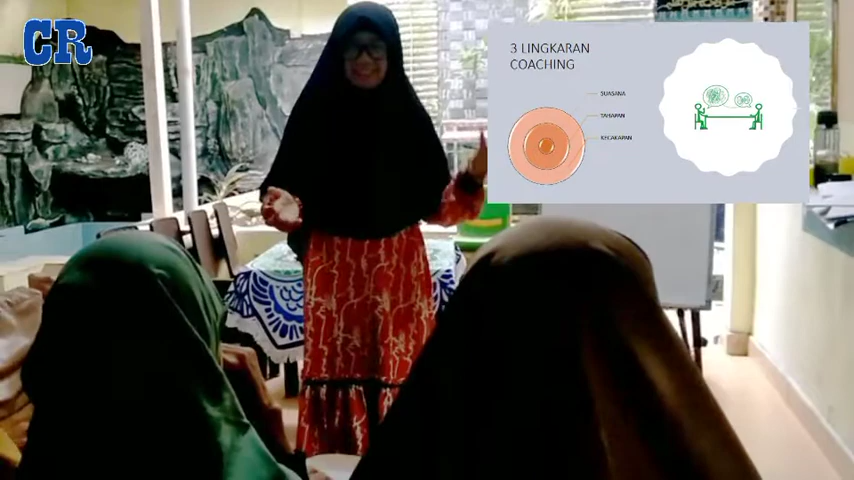 CR
3 LINGKARAN
COACHING
SUASANA
TAHAPAN
KECAKAPAN